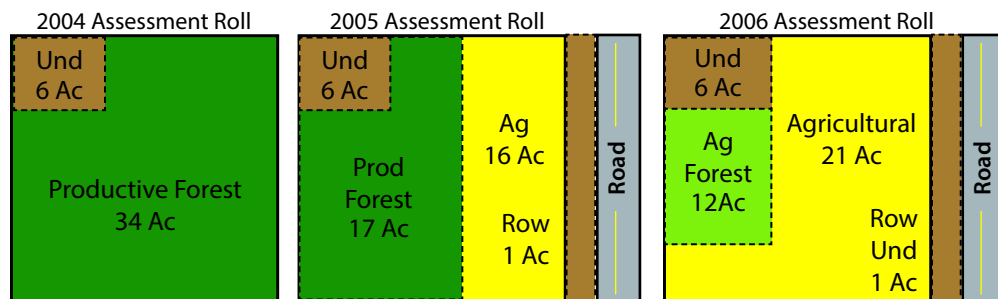 2004 Assessment Roll
Und
6 Ac
Productive Forest
34 Ac
2005 Assessment Roll
Und
6 Ac
Prod
Forest
17 Ac
Ag
16 Ac
Row
1 Ac
Road
2006 Assessment Roll
Und
6 Ac
Ag
Forest
12Ac
Agricultural
21 Ac
Row
Und
1 Ac
Road